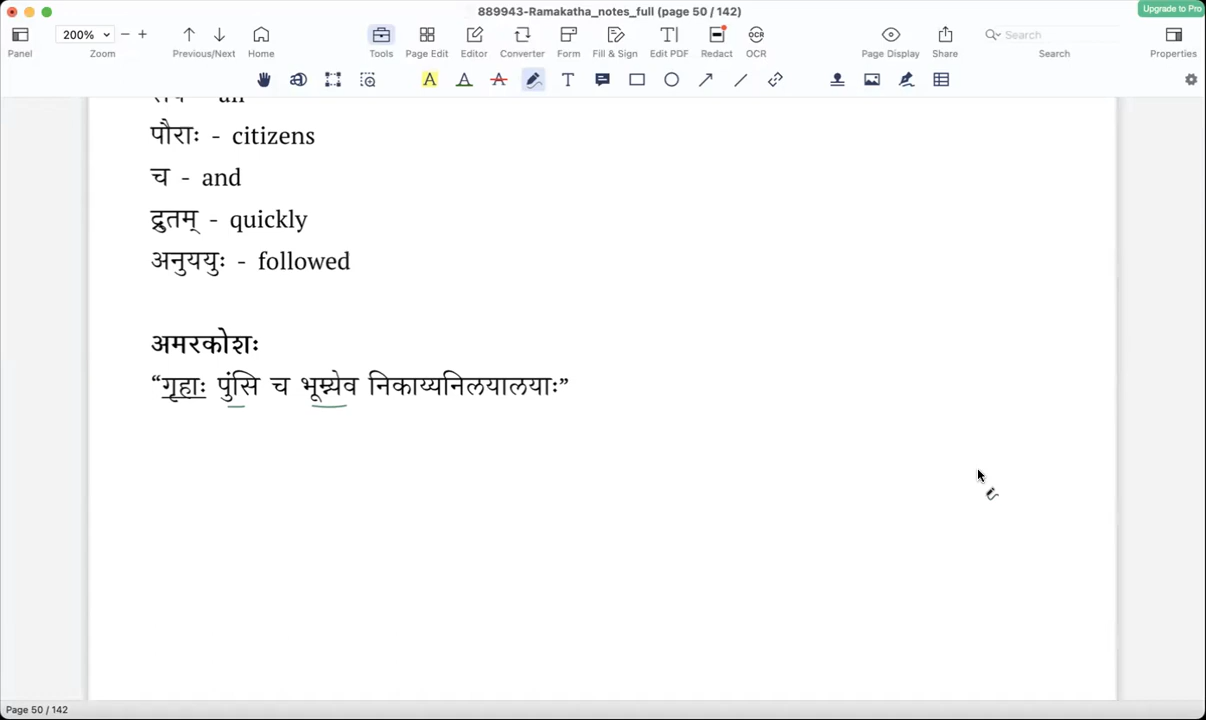 889943-Ramakatha_notes_full (page 50 / 142)
Upgrade to Pro
200%
Panel Zoom Previous/Next Home Tools Page Edit Editor Converter Form Fill & Sign Edit PDF Redact OCR Page Display Share Search Properties
Search
पौराः - citizens
च - and
द्रुतम् - quickly
अनुययुः - followed
अमरकोशः
“गृहाः पुंसि च भूम्न्येव निकाय्यनिलयालयाः”
Page 50 / 142